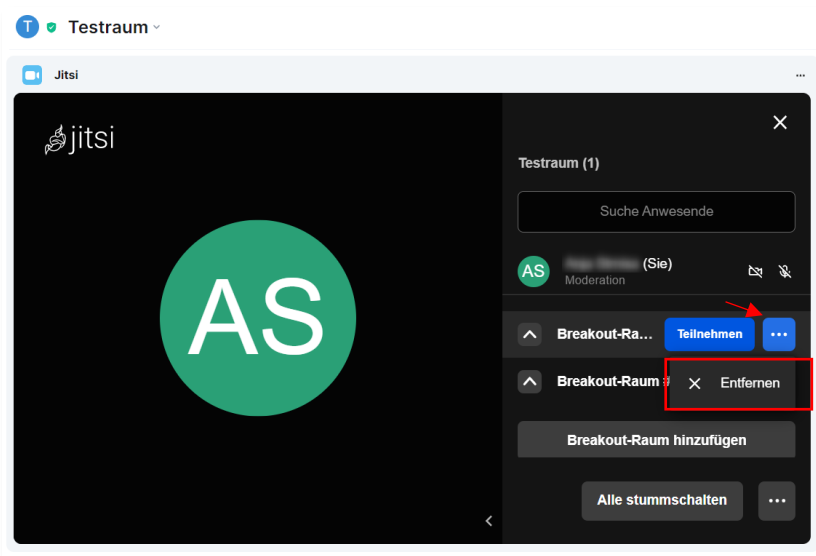 T Testraum
Jitsi
jitsi
Testraum (1)
Suche Anwesende
AS
AS
(Sie)
Moderation
Breakout-Ra...
Teilnehmen
Breakout-Raum
Entfernen
Breakout-Raum hinzufügen
Alle stummschalten